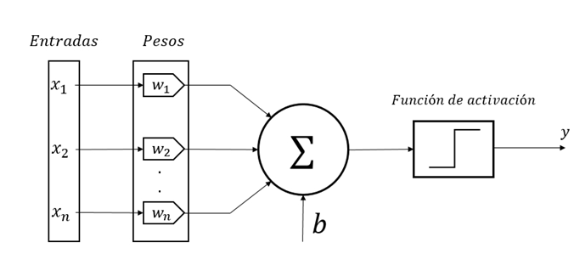 Entradas Pesos
Función de activación
x₁ w₁
y
x₂ w₂
Σ
.
.
xₙ wₙ
b